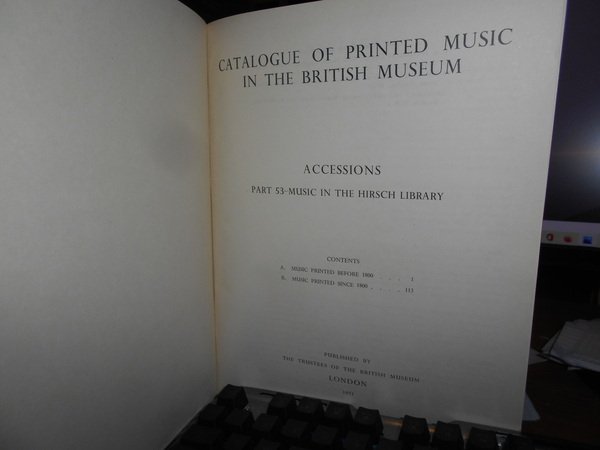 CATALOGUE OF PRINTED MUSIC
IN THE BRITISH MUSEUM
ACCESSIONS
PART 53–MUSIC IN THE HIRSCH LIBRARY
CONTENTS
A. MUSIC PRINTED BEFORE 1800 . . . . 1
B. MUSIC PRINTED SINCE 1800 . . . . . 113
PUBLISHED BY
THE TRUSTEES OF THE BRITISH MUSEUM
LONDON
1951